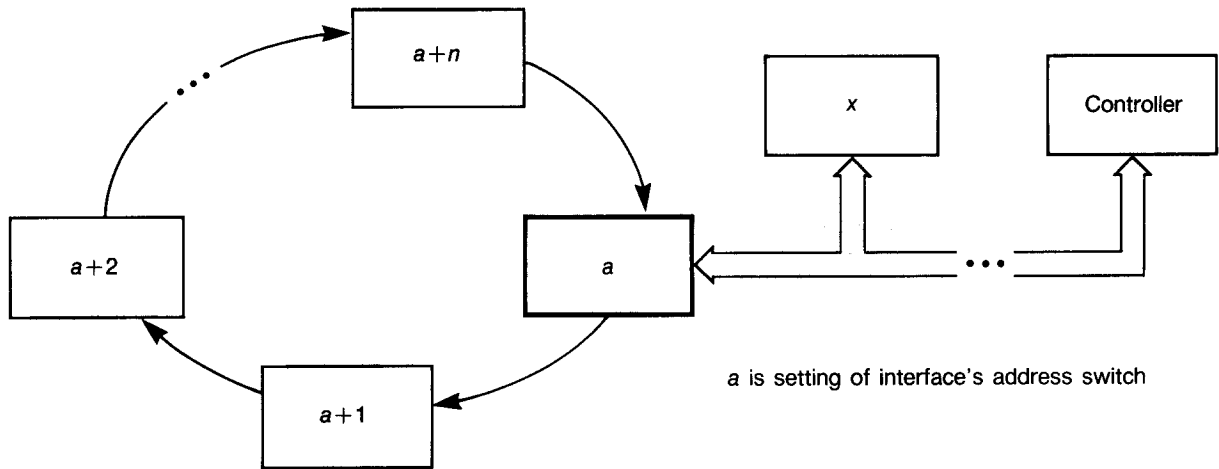 a+n
x
Controller
a+2
a
a+1
a is setting of interface's address switch